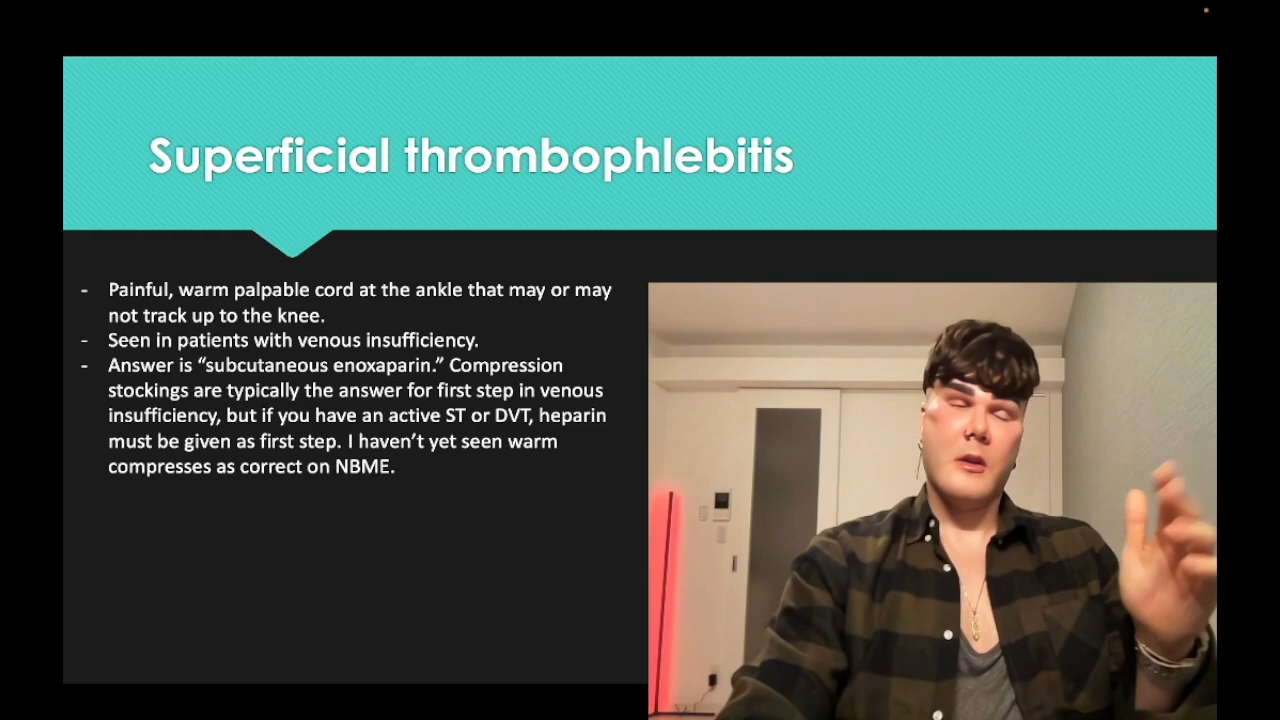 Superficial thrombophlebitis
- Painful, warm palpable cord at the ankle that may or may
not track up to the knee.
- Seen in patients with venous insufficiency.
- Answer is “subcutaneous enoxaparin.” Compression
stockings are typically the answer for first step in venous
insufficiency, but if you have an active ST or DVT, heparin
must be given as first step. I haven’t yet seen warm
compresses as correct on NBME.